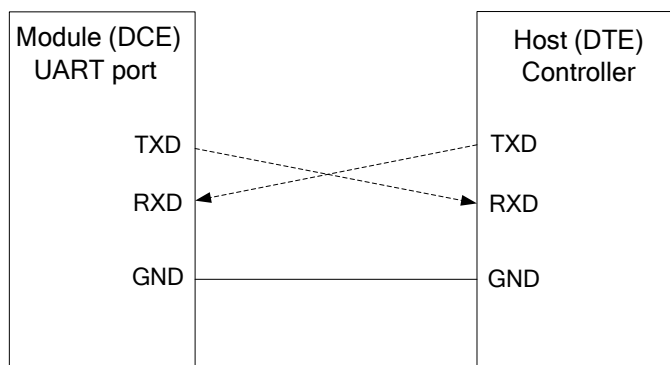 Module (DCE)
UART port
Host (DTE)
Controller
TXD
TXD
RXD
RXD
GND
GND